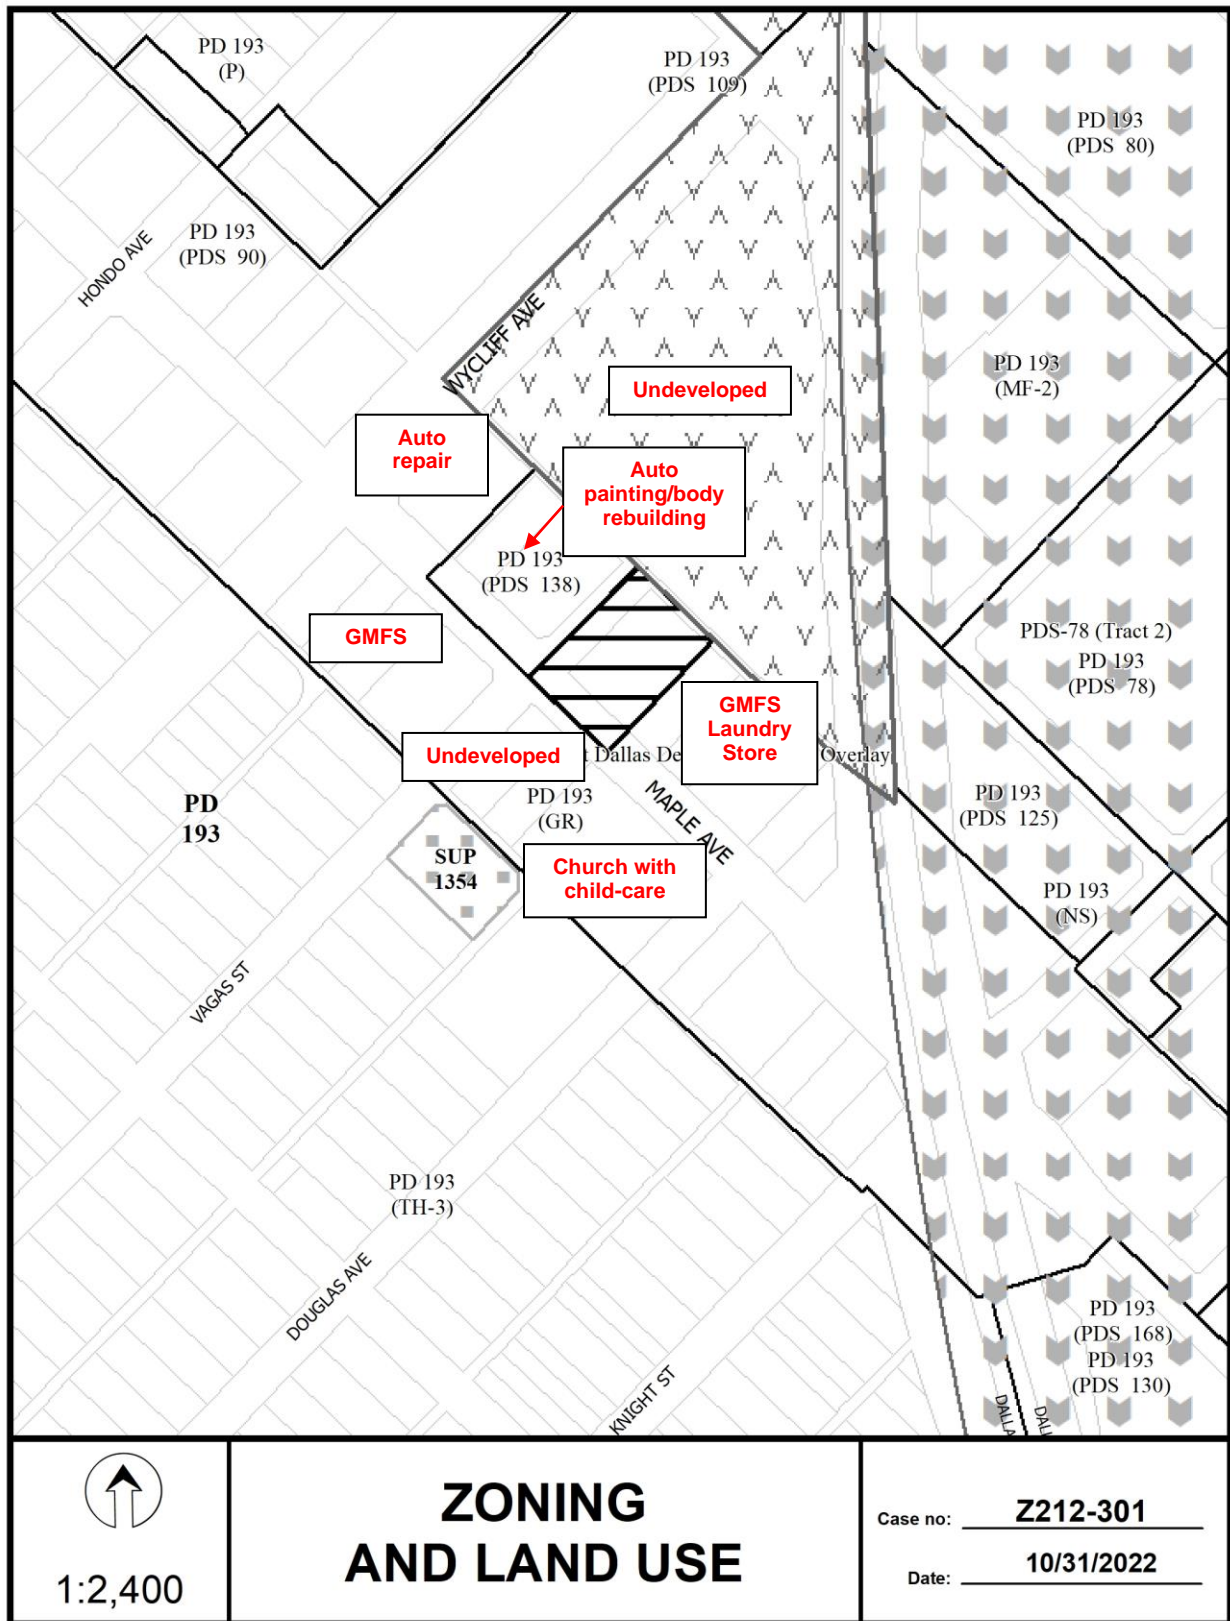 PD 193
(P)
PD 193
(PDS 109)
PD 193
(PDS 80)
HONDO AVE
PD 193
(PDS 90)
WYCLIFF AVE
PD 193
(MF-2)
Undeveloped
Auto
repair
Auto
painting/body
rebuilding
PD 193
(PDS 138)
GMFS
PDS-78 (Tract 2)
PD 193
(PDS 78)
GMFS
Laundry
Store
Undeveloped
t Dallas De
Overlay
PD 193
(GR)
MAPLE AVE
PD 193
(PDS 125)
PD
193
SUP
1354
Church with
child-care
PD 193
(NS)
VAGAS ST
PD 193
(TH-3)
DOUGLAS AVE
KNIGHT ST
PD 193
(PDS 168)
PD 193
(PDS 130)
DALLA
DAL
1:2,400
ZONING
AND LAND USE
Case no: Z212-301
Date: 10/31/2022